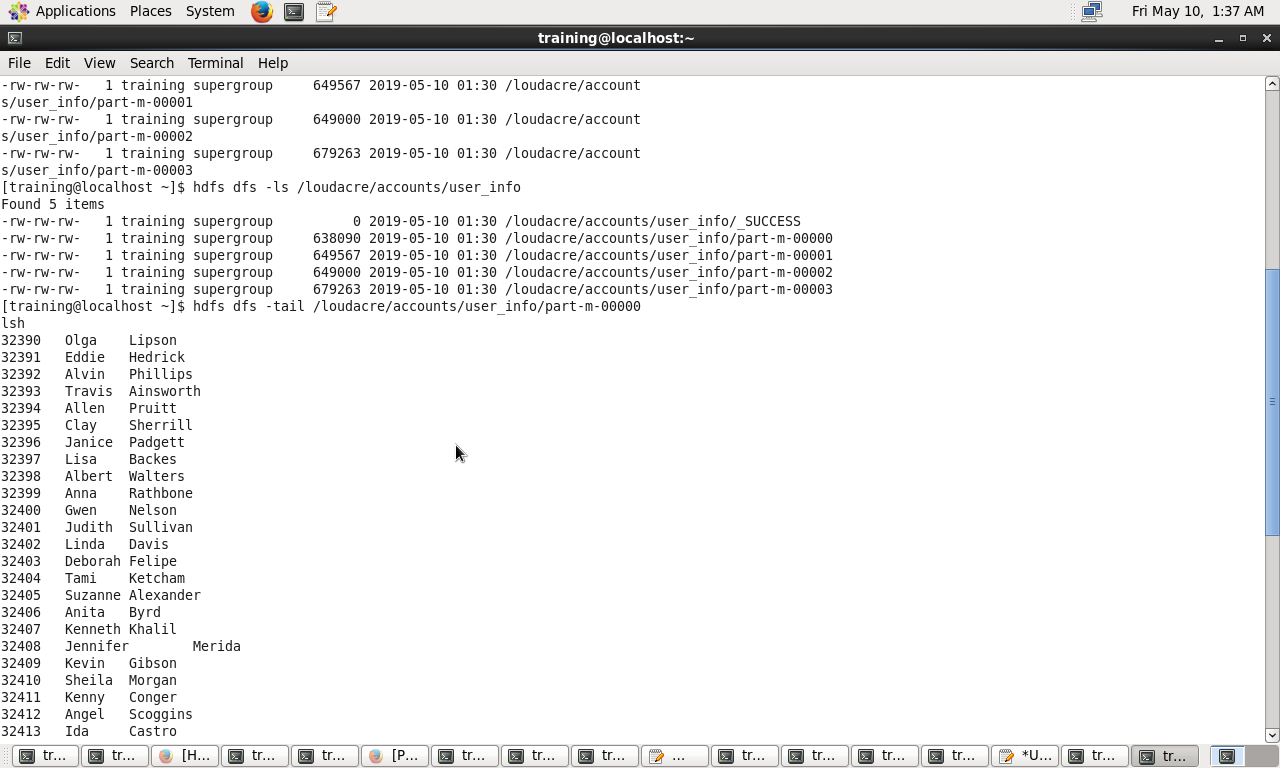 Applications Places System Fri May 10, 1:37 AM
training@localhost:~
File Edit View Search Terminal Help
-rw-rw-rw-   1 training supergroup     649567 2019-05-10 01:30 /loudacre/account
s/user_info/part-m-00001
-rw-rw-rw-   1 training supergroup     649000 2019-05-10 01:30 /loudacre/account
s/user_info/part-m-00002
-rw-rw-rw-   1 training supergroup     679263 2019-05-10 01:30 /loudacre/account
s/user_info/part-m-00003
[training@localhost ~]$ hdfs dfs -ls /loudacre/accounts/user_info
Found 5 items
-rw-rw-rw-   1 training supergroup          0 2019-05-10 01:30 /loudacre/accounts/user_info/_SUCCESS
-rw-rw-rw-   1 training supergroup     638090 2019-05-10 01:30 /loudacre/accounts/user_info/part-m-00000
-rw-rw-rw-   1 training supergroup     649567 2019-05-10 01:30 /loudacre/accounts/user_info/part-m-00001
-rw-rw-rw-   1 training supergroup     649000 2019-05-10 01:30 /loudacre/accounts/user_info/part-m-00002
-rw-rw-rw-   1 training supergroup     679263 2019-05-10 01:30 /loudacre/accounts/user_info/part-m-00003
[training@localhost ~]$ hdfs dfs -tail /loudacre/accounts/user_info/part-m-00000
lsh
32390   Olga    Lipson
32391   Eddie   Hedrick
32392   Alvin   Phillips
32393   Travis  Ainsworth
32394   Allen   Pruitt
32395   Clay    Sherrill
32396   Janice  Padgett
32397   Lisa    Backes
32398   Albert  Walters
32399   Anna    Rathbone
32400   Gwen    Nelson
32401   Judith  Sullivan
32402   Linda   Davis
32403   Deborah Felipe
32404   Tami    Ketcham
32405   Suzanne Alexander
32406   Anita   Byrd
32407   Kenneth Khalil
32408   Jennifer        Merida
32409   Kevin   Gibson
32410   Sheila  Morgan
32411   Kenny   Conger
32412   Angel   Scoggins
32413   Ida     Castro
tr... tr... [H... tr... tr... [P... tr... tr... tr... ... tr... tr... tr... tr... *U... tr... tr...